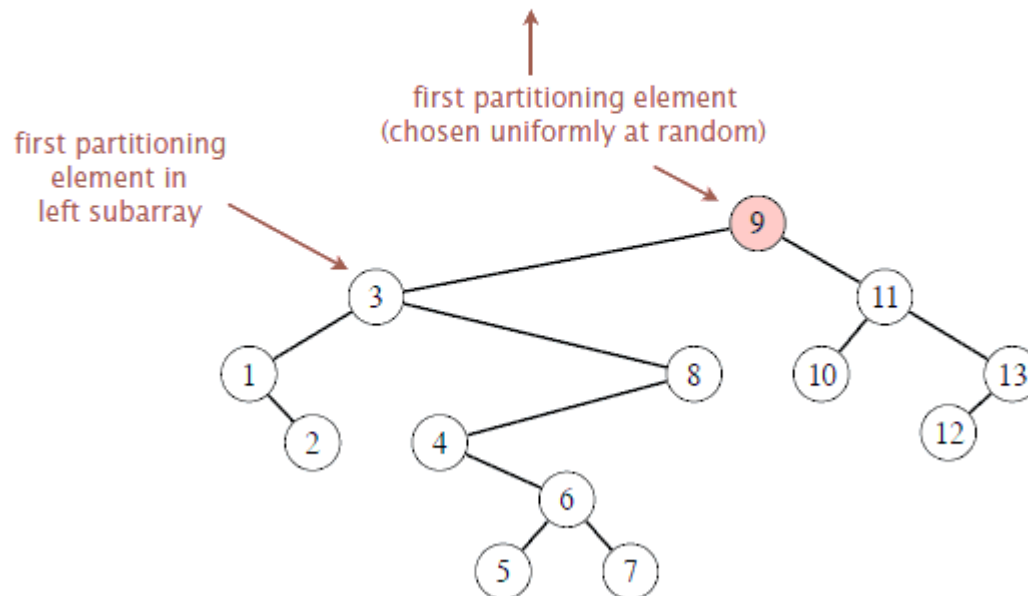 first partitioning element
(chosen uniformly at random)
first partitioning
element in
left subarray
9
3
11
1
8
10
13
2
4
12
6
5
7